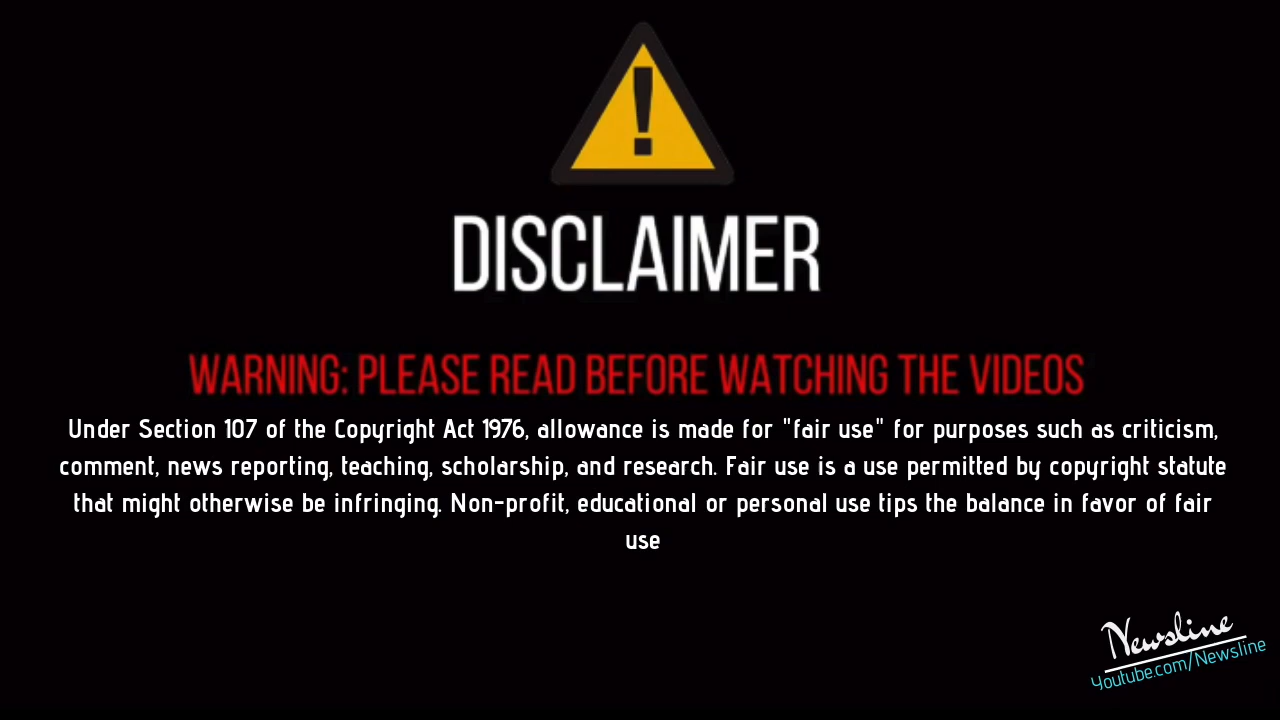 DISCLAIMER
WARNING: PLEASE READ BEFORE WATCHING THE VIDEOS
Under Section 107 of the Copyright Act 1976, allowance is made for "fair use" for purposes such as criticism,
comment, news reporting, teaching, scholarship, and research. Fair use is a use permitted by copyright statute
that might otherwise be infringing. Non-profit, educational or personal use tips the balance in favor of fair
use
Newsline
Youtube.com/Newsline